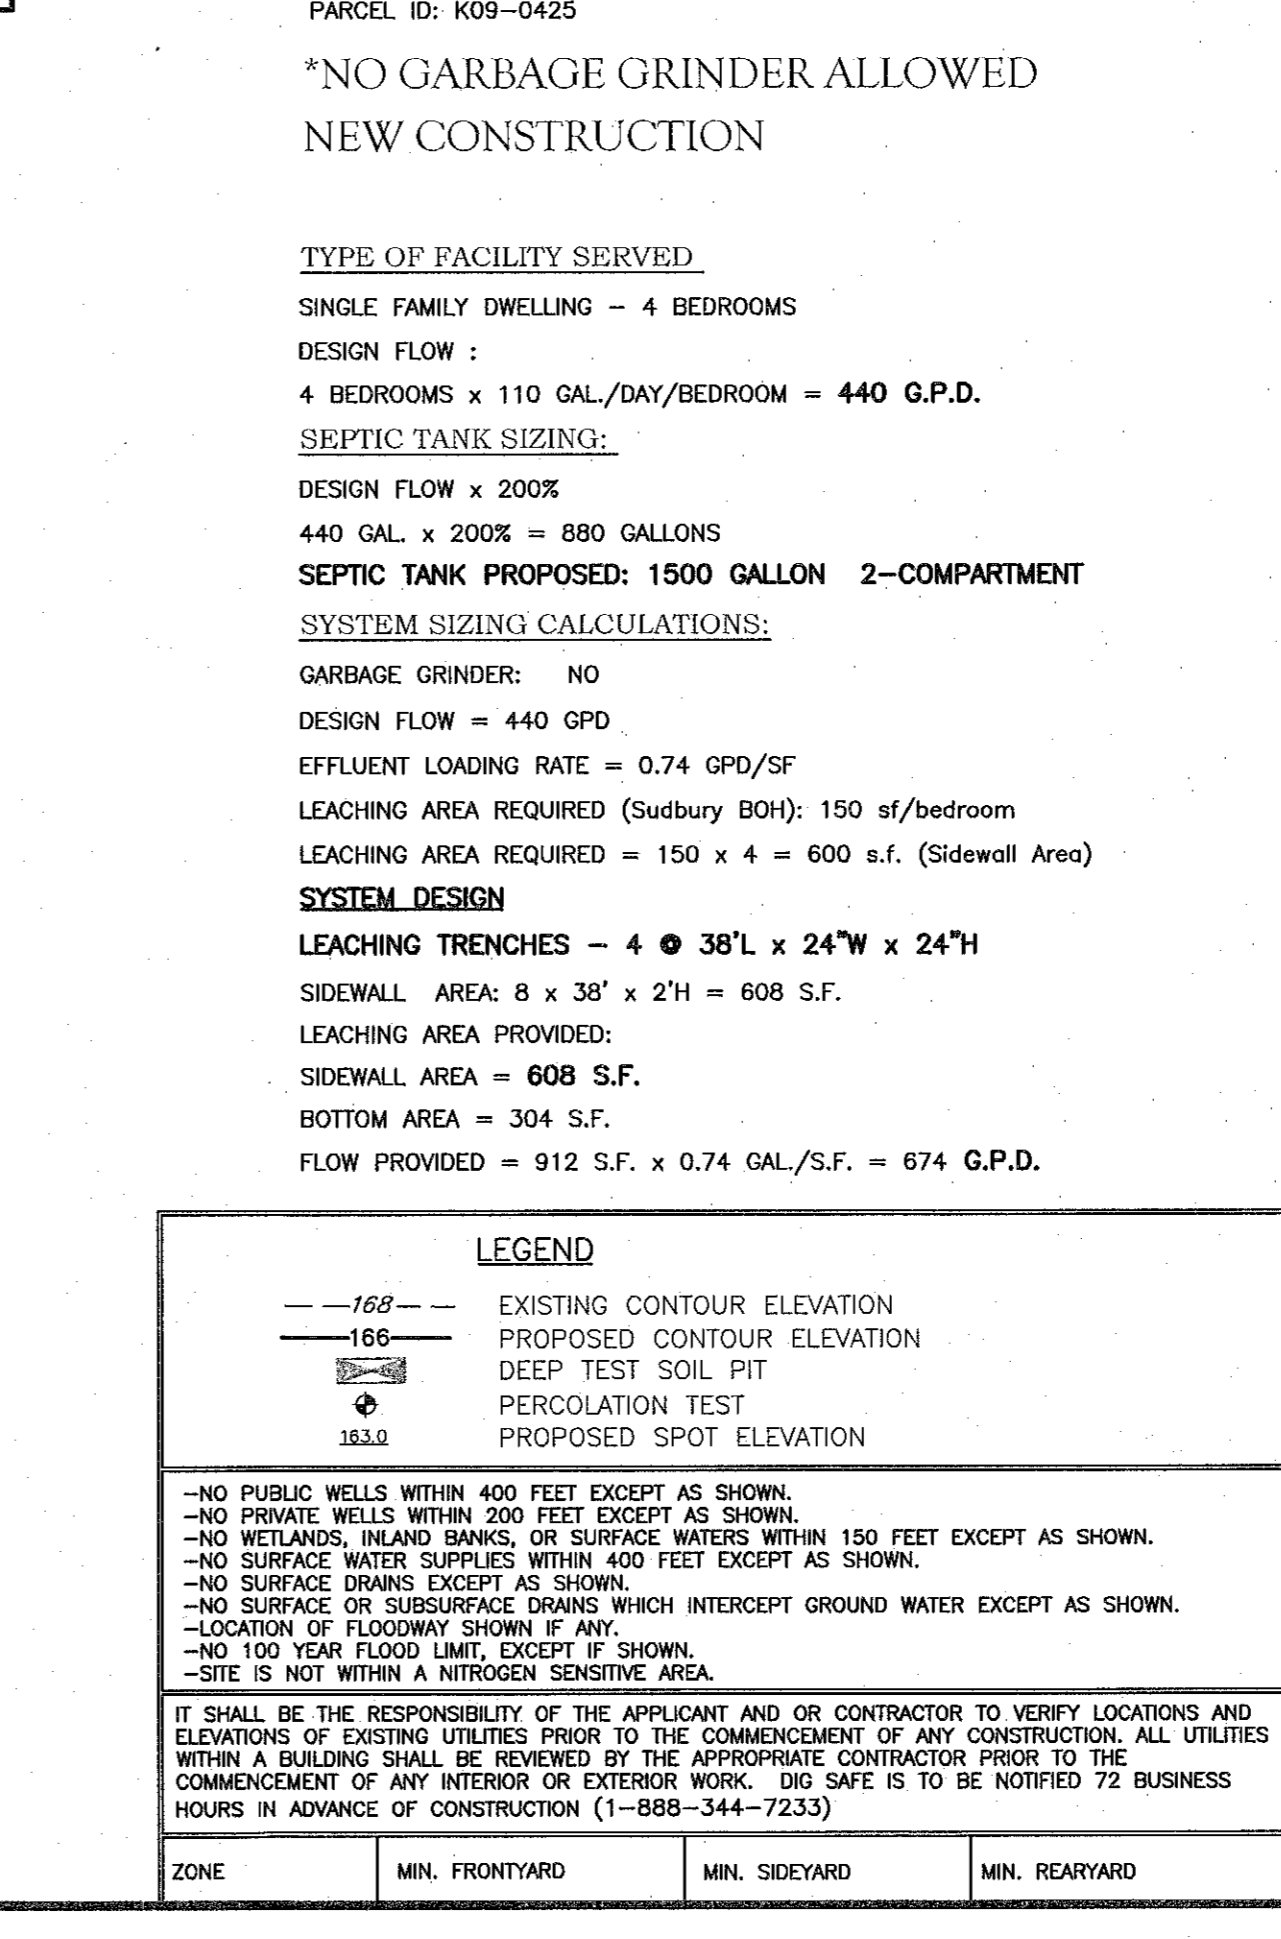 PARCEL ID: K09-0425
*NO GARBAGE GRINDER ALLOWED
NEW CONSTRUCTION
TYPE OF FACILITY SERVED
SINGLE FAMILY DWELLING - 4 BEDROOMS
DESIGN FLOW :
4 BEDROOMS x 110 GAL./DAY/BEDROOM = 440 G.P.D.
SEPTIC TANK SIZING:
DESIGN FLOW x 200%
440 GAL. x 200% = 880 GALLONS
SEPTIC TANK PROPOSED: 1500 GALLON 2-COMPARTMENT
SYSTEM SIZING CALCULATIONS:
GARBAGE GRINDER: NO
DESIGN FLOW = 440 GPD
EFFLUENT LOADING RATE = 0.74 GPD/SF
LEACHING AREA REQUIRED (Sudbury BOH): 150 sf/bedroom
LEACHING AREA REQUIRED = 150 x 4 = 600 s.f. (Sidewall Area)
SYSTEM DESIGN
LEACHING TRENCHES - 4 @ 38'L x 24"W x 24"H
SIDEWALL AREA: 8 x 38' x 2'H = 608 S.F.
LEACHING AREA PROVIDED:
SIDEWALL AREA = 608 S.F.
BOTTOM AREA = 304 S.F.
FLOW PROVIDED = 912 S.F. x 0.74 GAL./S.F. = 674 G.P.D.
LEGEND
168 EXISTING CONTOUR ELEVATION
166 PROPOSED CONTOUR ELEVATION
DEEP TEST SOIL PIT
PERCOLATION TEST
163.0 PROPOSED SPOT ELEVATION
-NO PUBLIC WELLS WITHIN 400 FEET EXCEPT AS SHOWN.
-NO PRIVATE WELLS WITHIN 200 FEET EXCEPT AS SHOWN.
-NO WETLANDS, INLAND BANKS, OR SURFACE WATERS WITHIN 150 FEET EXCEPT AS SHOWN.
-NO SURFACE WATER SUPPLIES WITHIN 400 FEET EXCEPT AS SHOWN.
-NO SURFACE DRAINS EXCEPT AS SHOWN.
-NO SURFACE OR SUBSURFACE DRAINS WHICH INTERCEPT GROUND WATER EXCEPT AS SHOWN.
-LOCATION OF FLOODWAY SHOWN IF ANY.
-NO 100 YEAR FLOOD LIMIT, EXCEPT IF SHOWN.
-SITE IS NOT WITHIN A NITROGEN SENSITIVE AREA.
IT SHALL BE THE RESPONSIBILITY OF THE APPLICANT AND OR CONTRACTOR TO VERIFY LOCATIONS AND
ELEVATIONS OF EXISTING UTILITIES PRIOR TO THE COMMENCEMENT OF ANY CONSTRUCTION. ALL UTILITIES
WITHIN A BUILDING SHALL BE REVIEWED BY THE APPROPRIATE CONTRACTOR PRIOR TO THE
COMMENCEMENT OF ANY INTERIOR OR EXTERIOR WORK. DIG SAFE IS TO BE NOTIFIED 72 BUSINESS
HOURS IN ADVANCE OF CONSTRUCTION (1-888-344-7233)
ZONE MIN. FRONTYARD MIN. SIDEYARD MIN. REARYARD